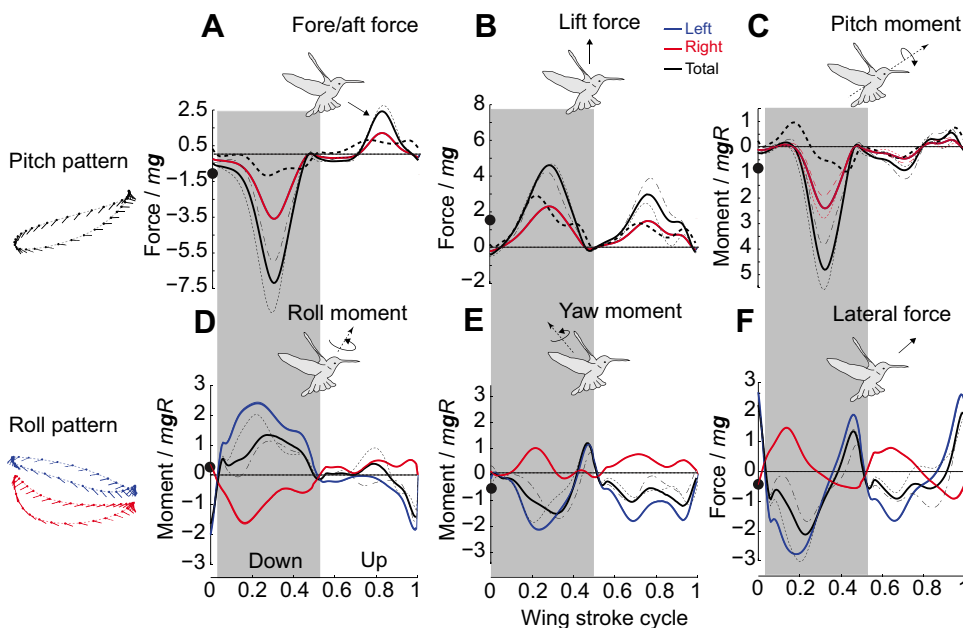 A Fore/aft force
B Lift force
Left
Right
Total
C Pitch moment
Pitch pattern
Force / mg
2.5
0.5
−1.5
−3.5
−5.5
−7.5
Force / mg
8
6
4
2
0
−2
Moment / mgR
1
0
1
2
3
4
5
D Roll moment
E Yaw moment
F Lateral force
Roll pattern
Moment / mgR
3
2
1
0
−1
−2
−3
Down Up
Moment / mgR
3
2
1
0
−1
−2
−3
Force / mg
3
2
1
0
−1
−2
−3
0 0.2 0.4 0.6 0.8 1
0 0.2 0.4 0.6 0.8 1
0 0.2 0.4 0.6 0.8 1
Wing stroke cycle